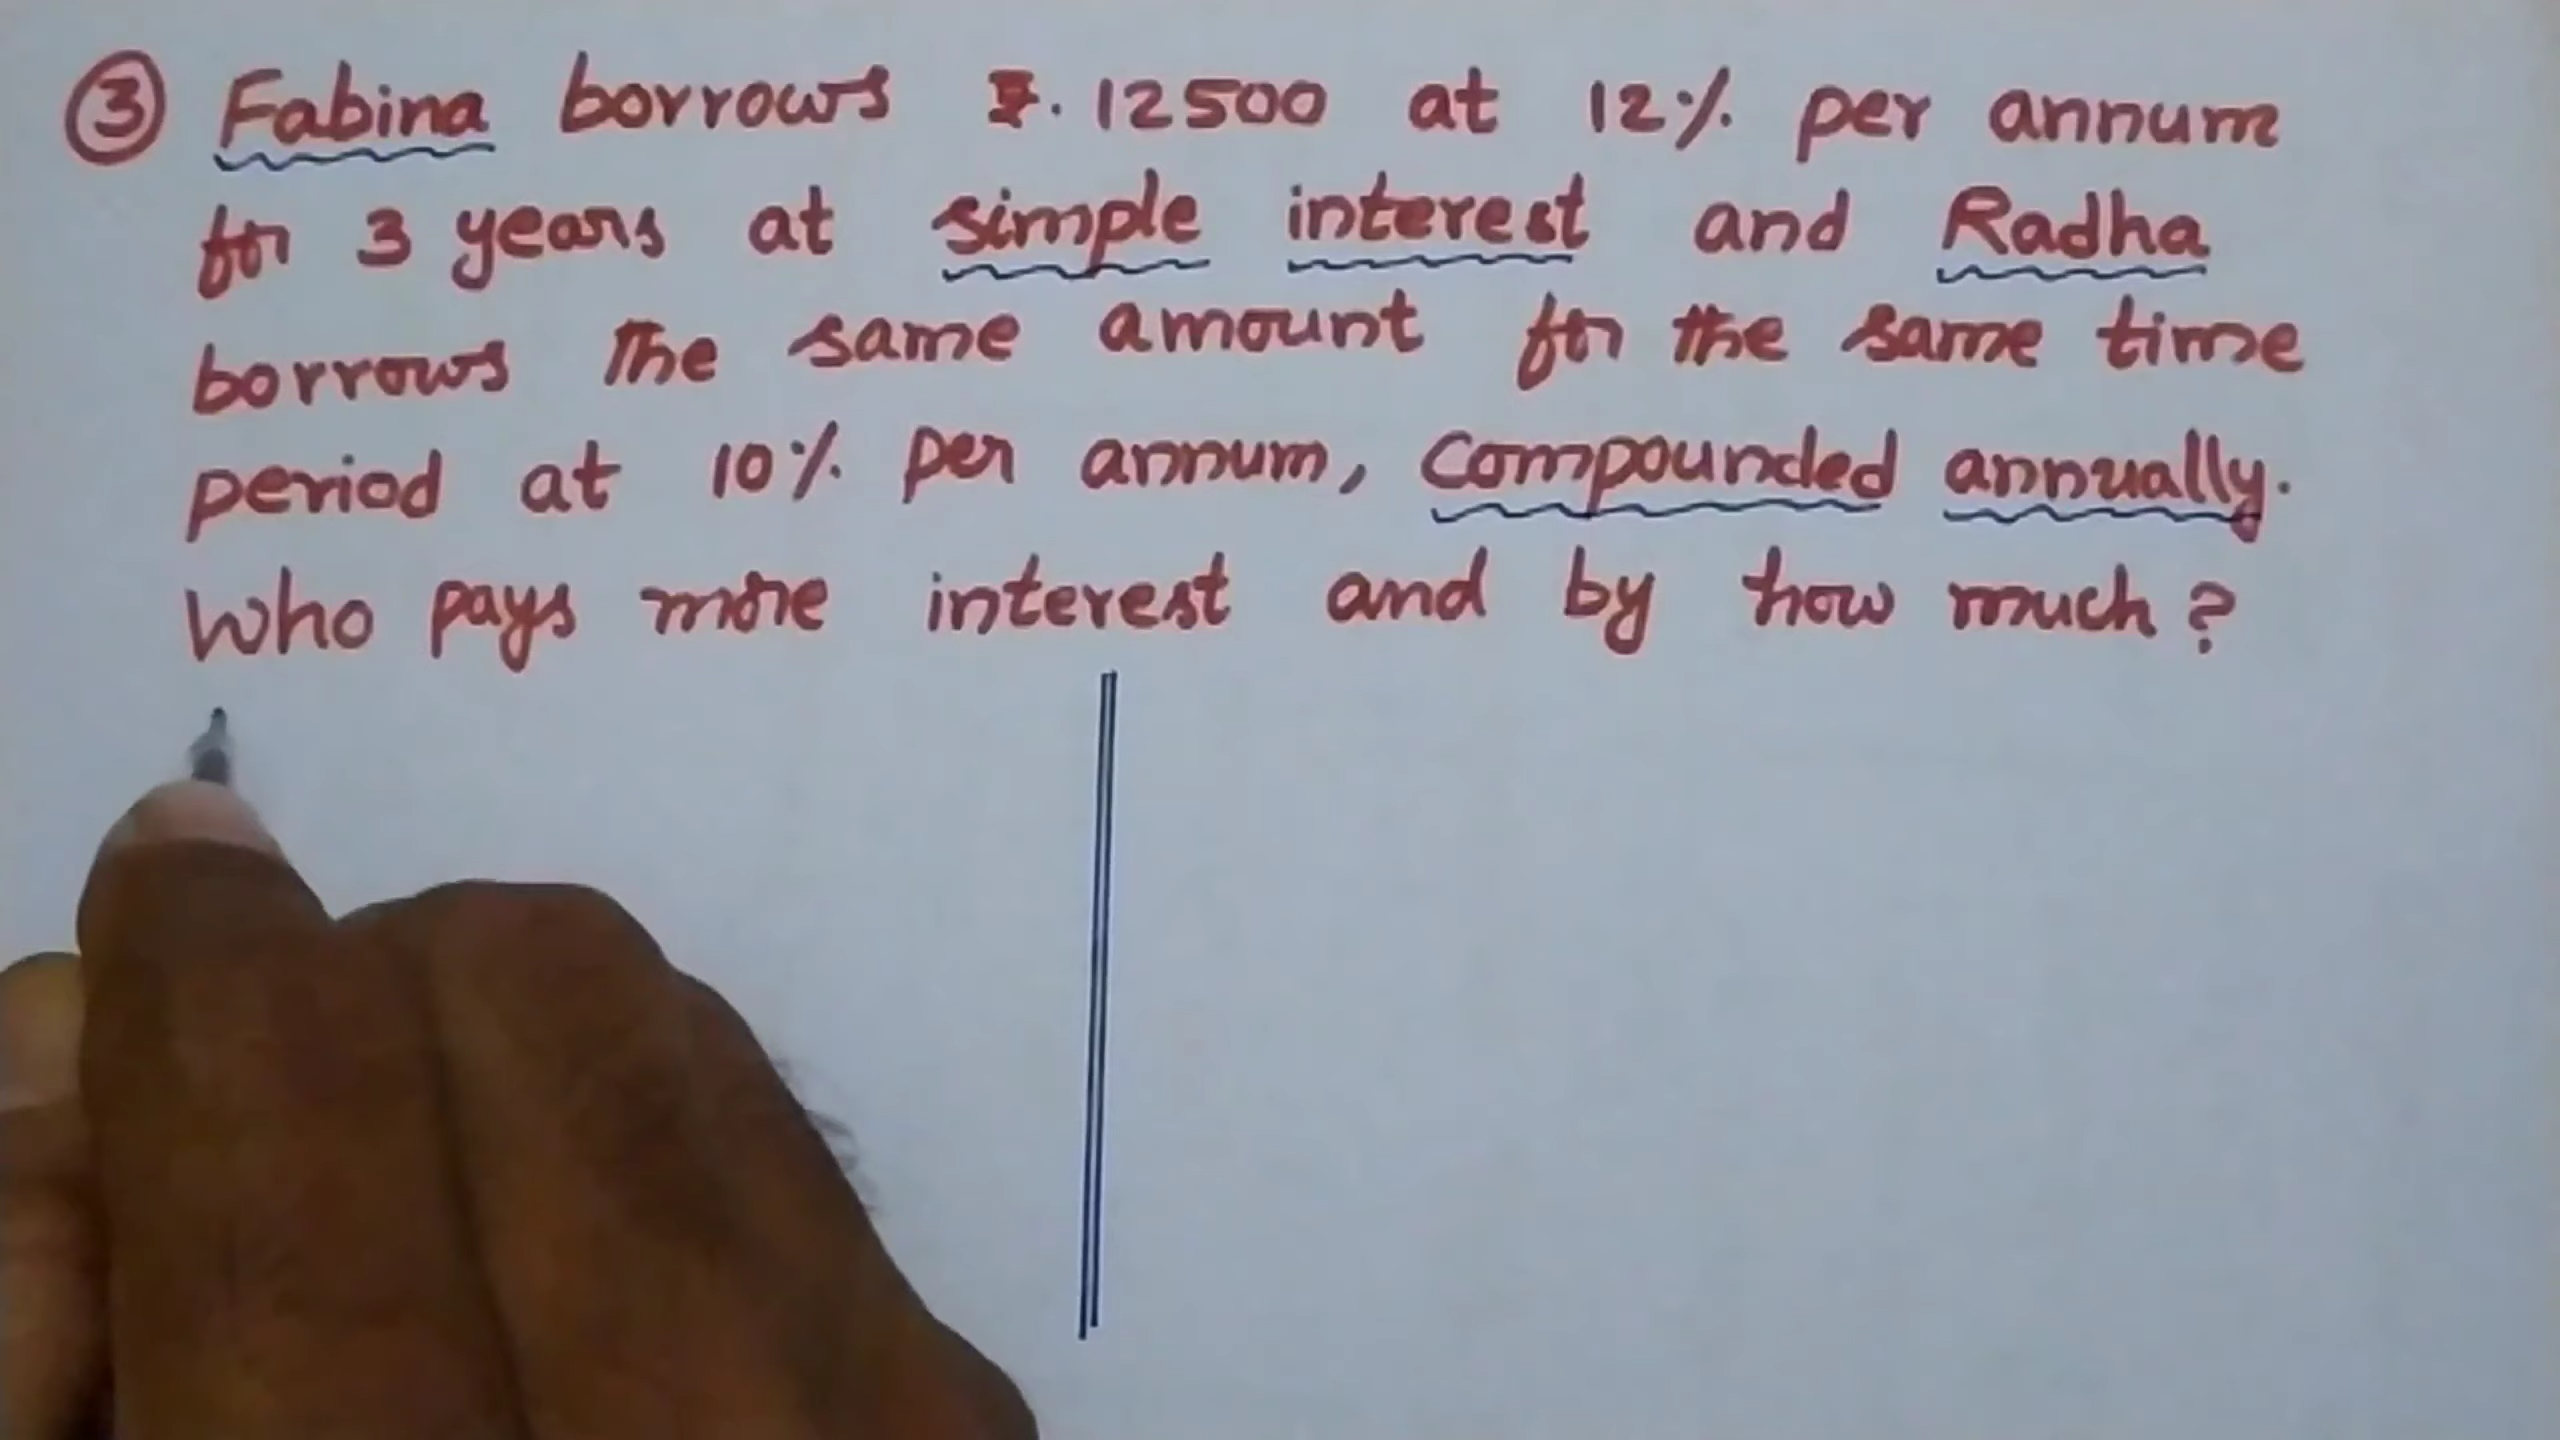 ③ Fabina borrows ₹. 12500 at 12% per annum
for 3 years at simple interest and Radha
borrows the same amount for the same time
period at 10% per annum, compounded annually.
Who pays more interest and by how much?